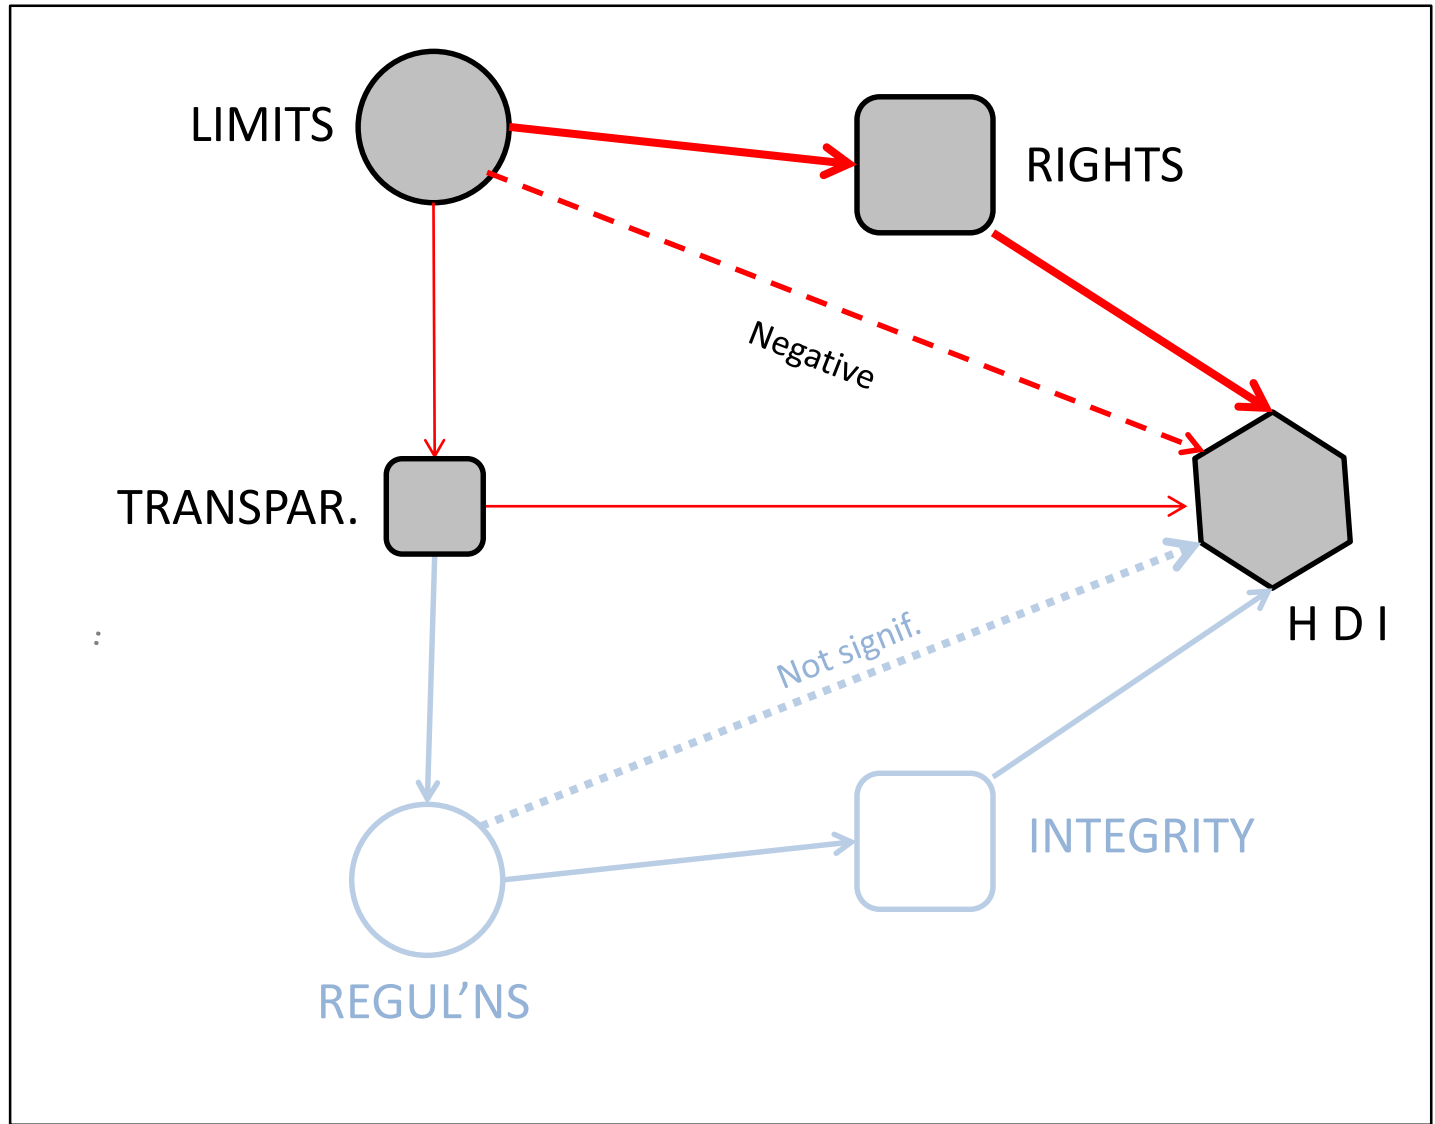 LIMITS
RIGHTS
Negative
TRANSPAR.
H D I
:
Not signif.
INTEGRITY
REGUL’NS